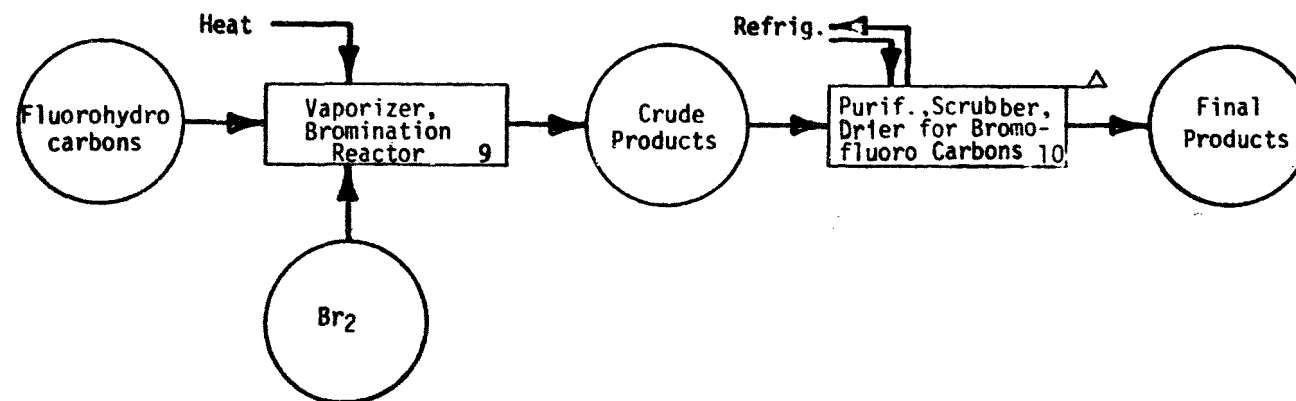 Heat
Refrig.
Fluorohydro
carbons
Vaporizer,
Bromination
Reactor 9
Crude
Products
Purif.,Scrubber,
Drier for Bromo-
fluoro Carbons 10
Final
Products
Br2